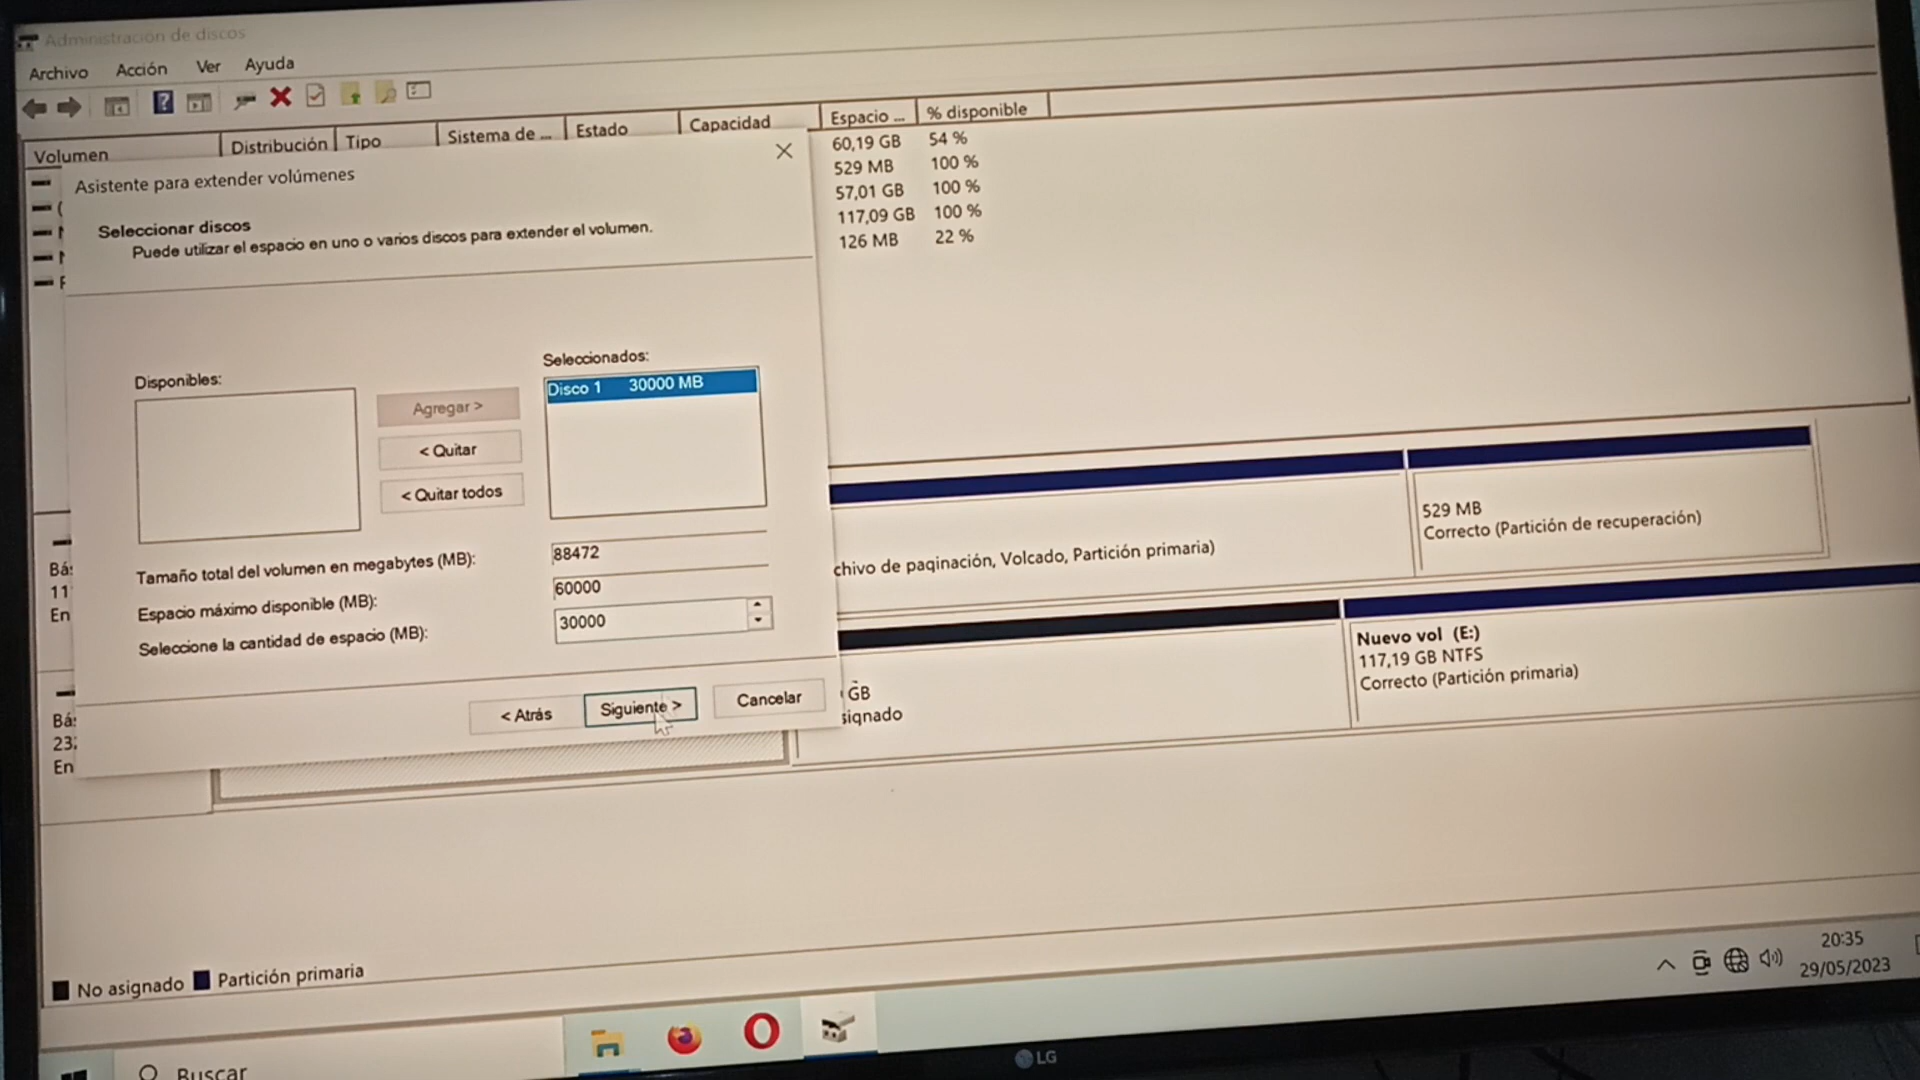 Administración de discos
Archivo Acción Ver Ayuda
Volumen Distribución Tipo Sistema de ... Estado Capacidad Espacio ... % disponible
60,19 GB 54 %
529 MB 100 %
57,01 GB 100 %
117,09 GB 100 %
126 MB 22 %
Asistente para extender volúmenes
Seleccionar discos
Puede utilizar el espacio en uno o varios discos para extender el volumen.
Disponibles:
Seleccionados:
Disco 1 30000 MB
Agregar >
< Quitar
< Quitar todos
Tamaño total del volumen en megabytes (MB): 88472
Espacio máximo disponible (MB): 60000
Seleccione la cantidad de espacio (MB): 30000
< Atrás Siguiente > Cancelar
Bás
11
En
chivo de paginación, Volcado, Partición primaria)
529 MB
Correcto (Partición de recuperación)
Bás
232
En
GB
signado
Nuevo vol (E:)
117,19 GB NTFS
Correcto (Partición primaria)
No asignado Partición primaria
20:35
29/05/2023
Buscar
LG